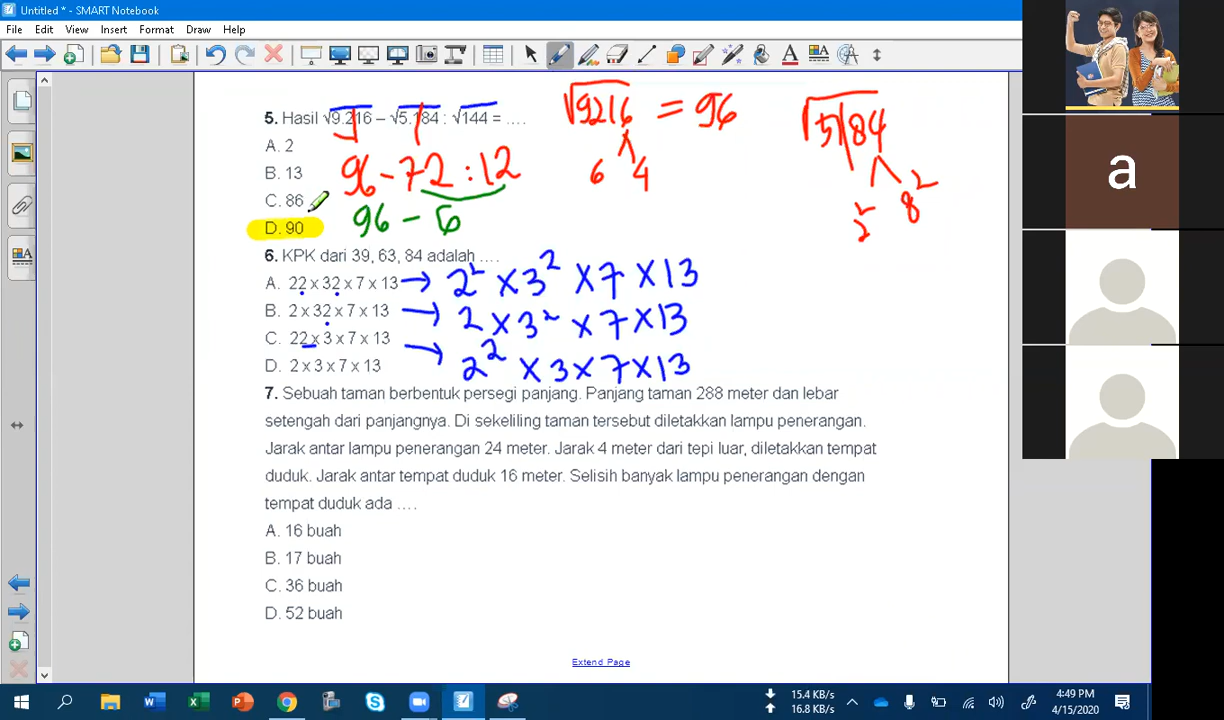 Untitled * - SMART Notebook
File Edit View Insert Format Draw Help
5. Hasil √9.216 – √5.184 : √144 = ….
A. 2
B. 13
C. 86
D. 90
96 - 72 : 12
96 - 6
√9216 = 96
6 4
√5184
2² 8²
6. KPK dari 39, 63, 84 adalah ….
A. 22 x 32 x 7 x 13 → 2² x 3² x 7 x 13
B. 2 x 32 x 7 x 13 → 2 x 3² x 7 x 13
C. 22 x 3 x 7 x 13 → 2² x 3 x 7 x 13
D. 2 x 3 x 7 x 13
7. Sebuah taman berbentuk persegi panjang. Panjang taman 288 meter dan lebar
setengah dari panjangnya. Di sekeliling taman tersebut diletakkan lampu penerangan.
Jarak antar lampu penerangan 24 meter. Jarak 4 meter dari tepi luar, diletakkan tempat
duduk. Jarak antar tempat duduk 16 meter. Selisih banyak lampu penerangan dengan
tempat duduk ada ….
A. 16 buah
B. 17 buah
C. 36 buah
D. 52 buah
Extend Page
a
15.4 KB/s
16.8 KB/s
4:49 PM
4/15/2020